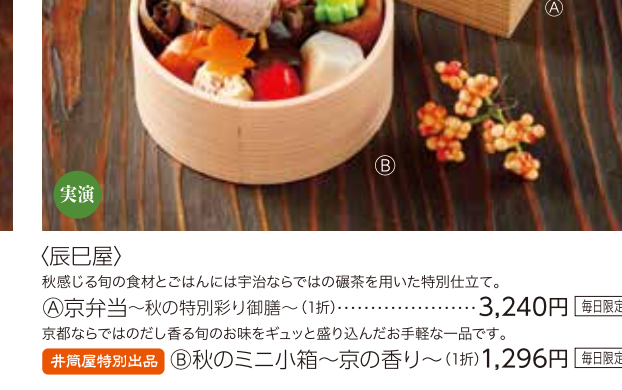 Ⓐ
Ⓑ
実演
〈辰巳屋〉
秋感じる旬の食材とごはんには宇治ならではの碾茶を用いた特別仕立て。
Ⓐ京弁当～秋の特別彩り御膳～(1折)‥‥‥‥‥‥‥‥3,240円 毎日限定
京都ならではのだし香る旬のお味をギュッと盛り込んだお手軽な一品です。
井筒屋特別出品 Ⓑ秋のミニ小箱～京の香り～(1折)1,296円 毎日限定